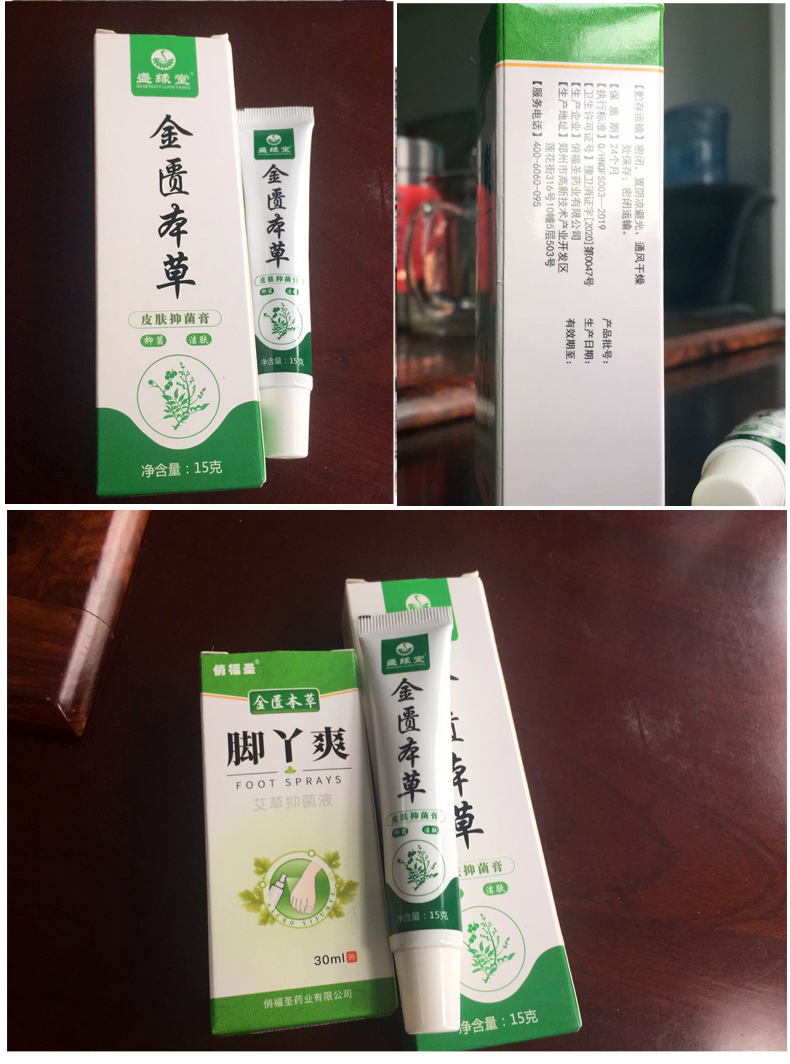 盛缘堂
SHENGYUANTANG
金匮本草
皮肤抑菌膏
抑菌 洁肤
净含量：15克
盛缘堂
金匮本草
皮肤抑菌膏
抑菌 洁肤
净含量：15克
【贮存运输】密闭，置阴凉避光、通风干燥
处保存；密闭运输。
【保 质 期】24个月
【执行标准】Q/HNQFS003—2019
【卫生许可证号】豫卫消证字[2020]第0047号
【生产企业】俏福圣药业有限公司
【生产地址】郑州市高新技术产业开发区
莲花街316号10幢5层503号
【服务电话】400-6060-095
产品批号：
生产日期：
有效期至：
俏福圣
金匮本草
脚丫爽
FOOT SPRAYS
艾草抑菌液
30ml
俏福圣药业有限公司
盛缘堂
金匮本草
皮肤抑菌膏
抑菌 洁肤
净含量：15克
草
抑菌膏
洁肤
净含量：15克